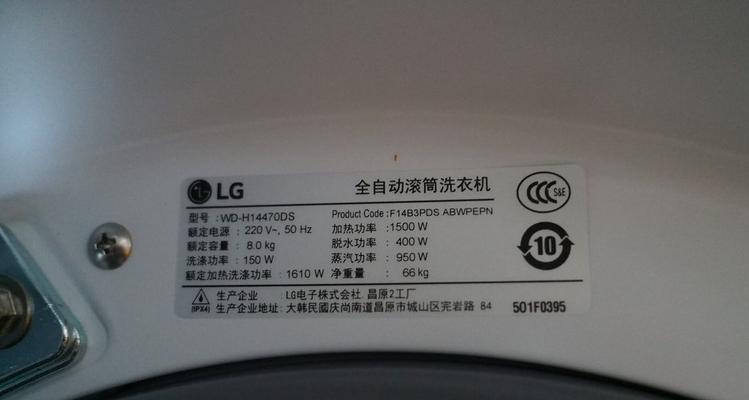 LG
全自动滚筒洗衣机
CCC S&E
型号 : WD-H14470DS
Product Code : F14B3PDS ABWPEPN
额定电源 : 220 V~, 50 Hz
加热功率 : 1500 W
额定容量 : 8.0 kg
脱水功率 : 400 W
10
洗涤功率 : 150 W
蒸汽功率 : 950 W
额定加热洗涤功率 : 1610 W
净重量 : 66 kg
(IPX4)
生产企业 : LG电子株式会社 昌原2工厂
生产企业地址: 大韩民國庆尚南道昌原市城山区完岩路 84
501F0395